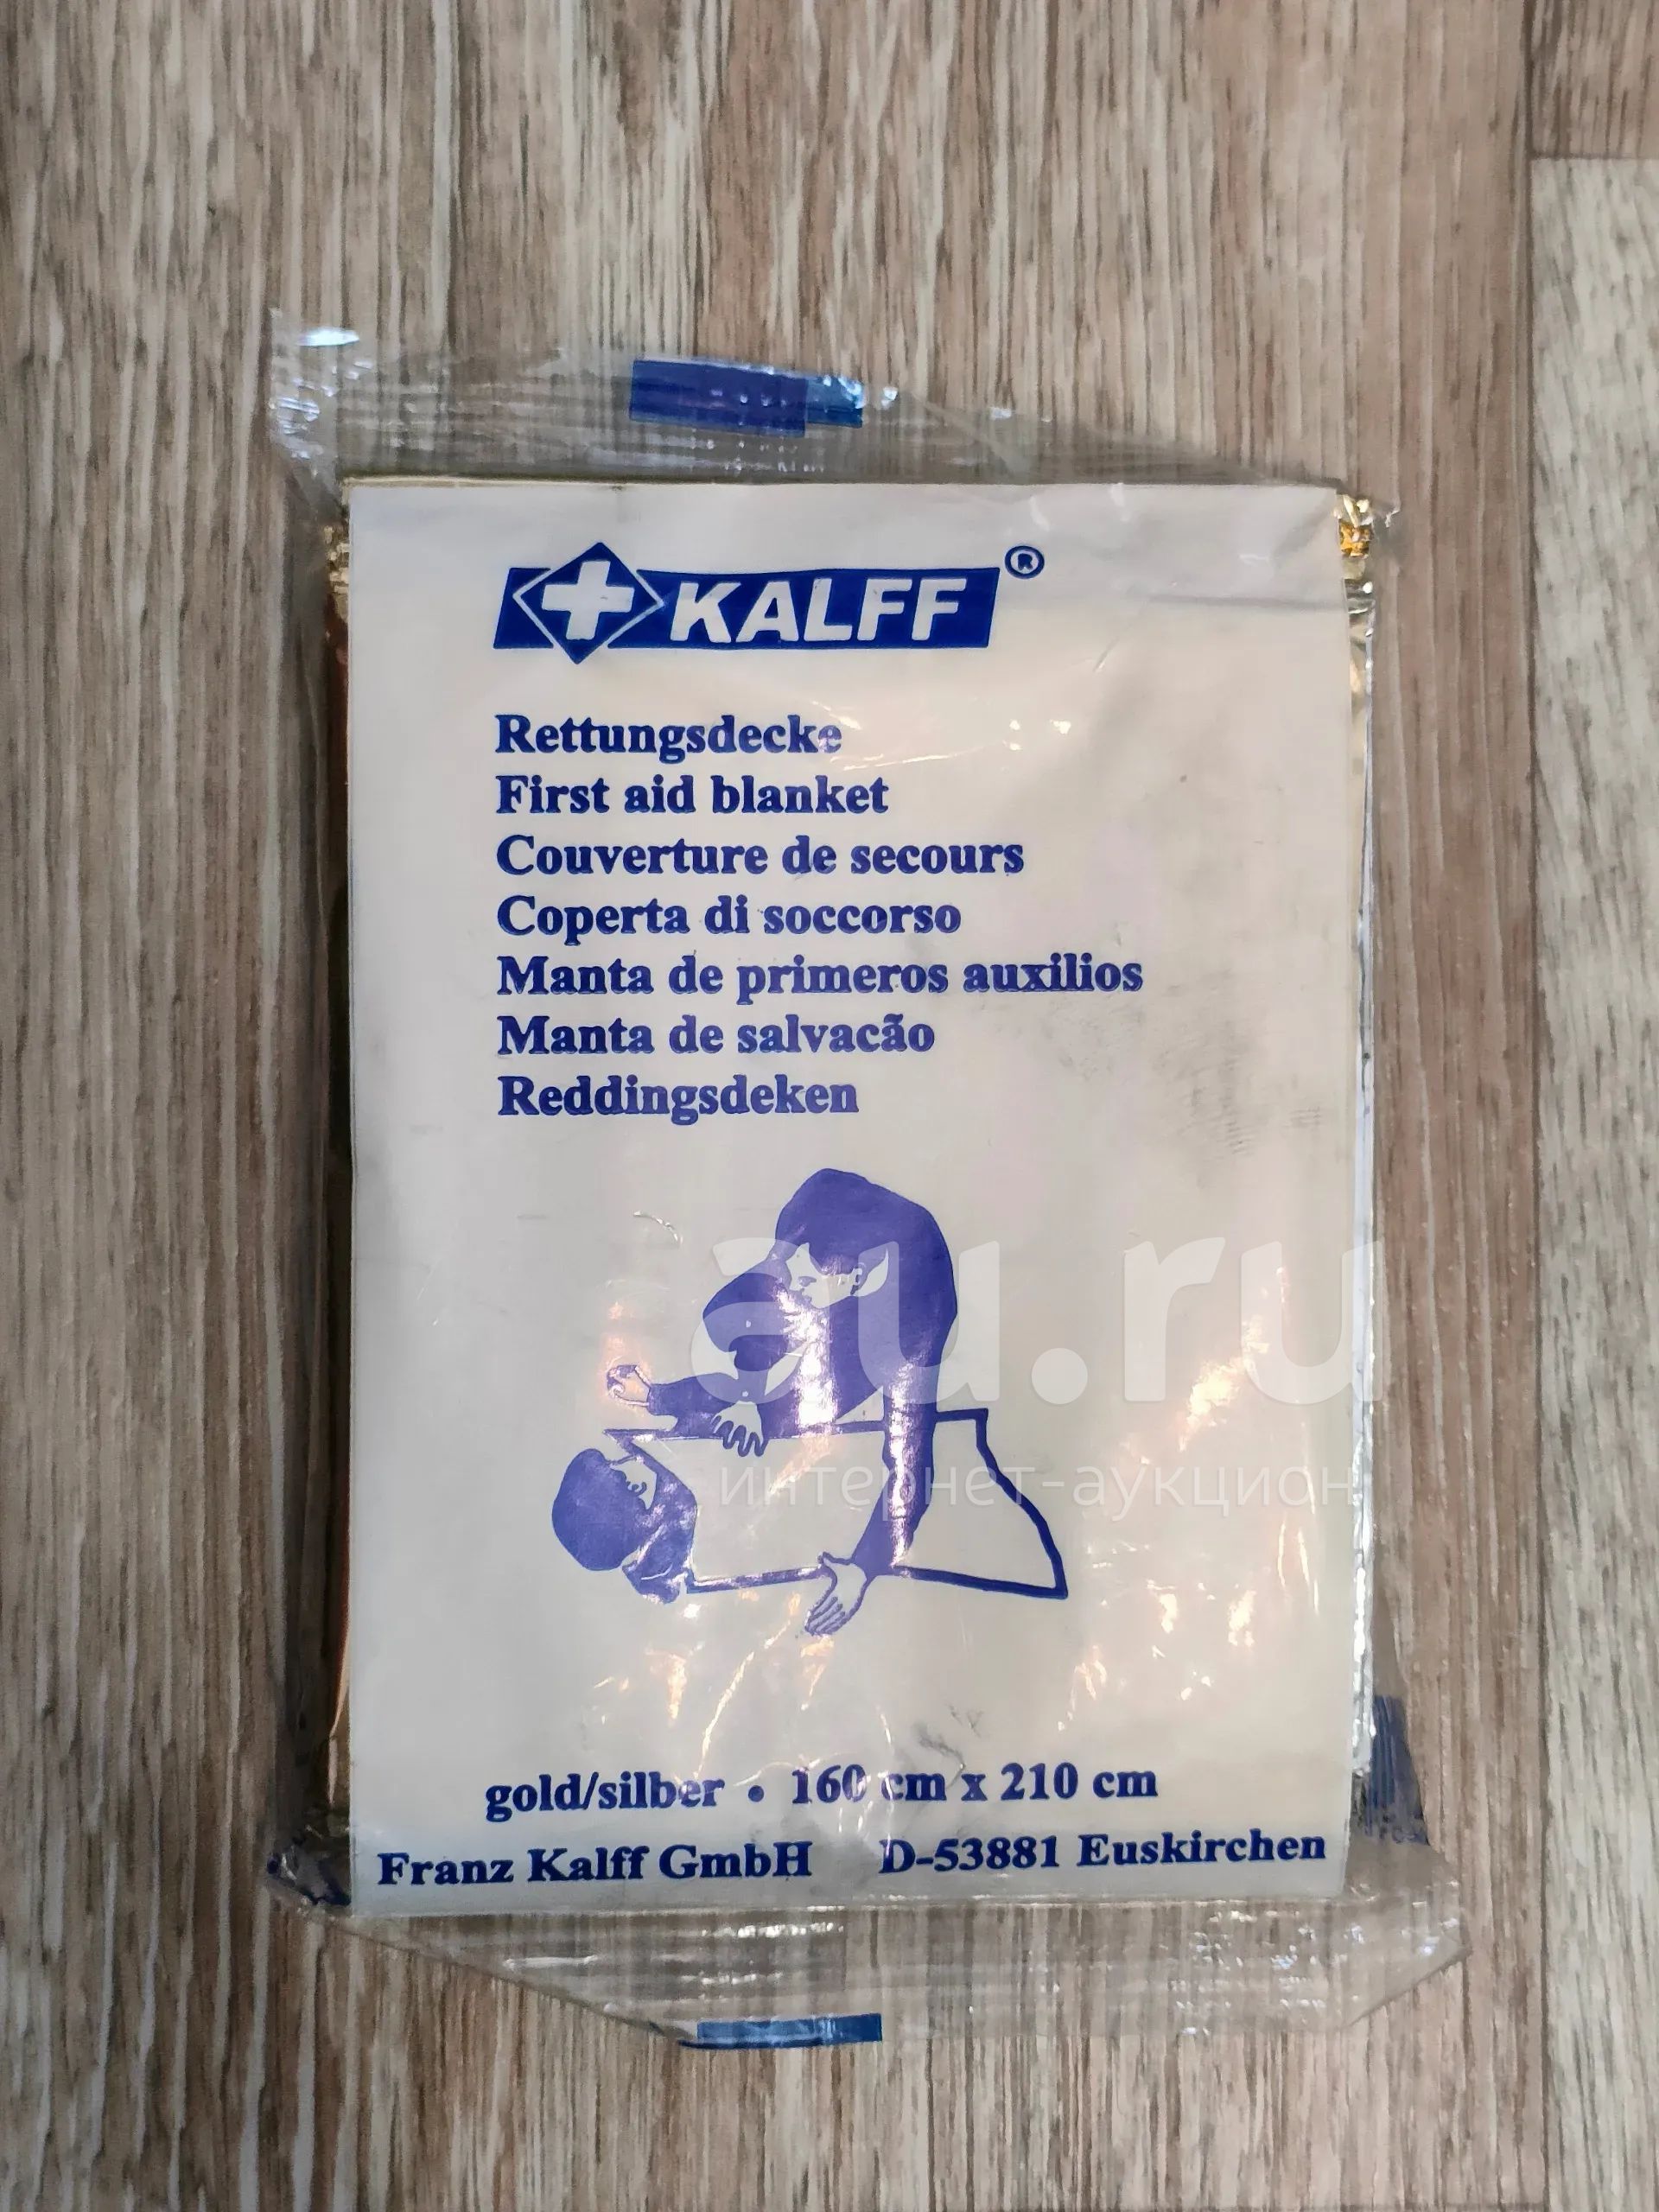 KALFF®
Rettungsdecke
First aid blanket
Couverture de secours
Coperta di soccorso
Manta de primeros auxilios
Manta de salvacão
Reddingsdeken
au.ru
интернет-аукцион
gold/silber • 160 cm x 210 cm
Franz Kalff GmbH D-53881 Euskirchen